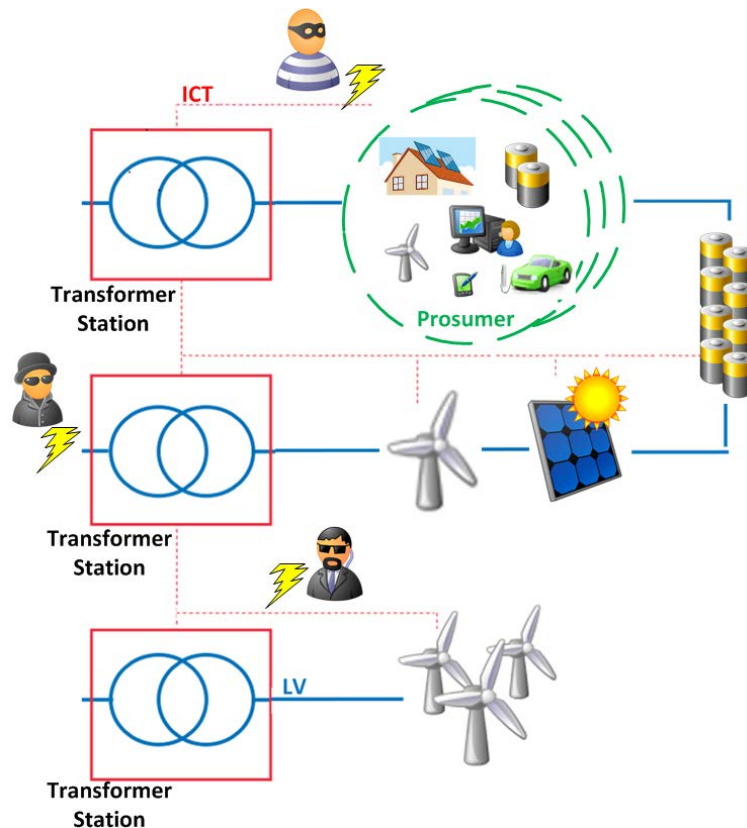 ICT
Transformer
Station
Prosumer
Transformer
Station
LV
Transformer
Station